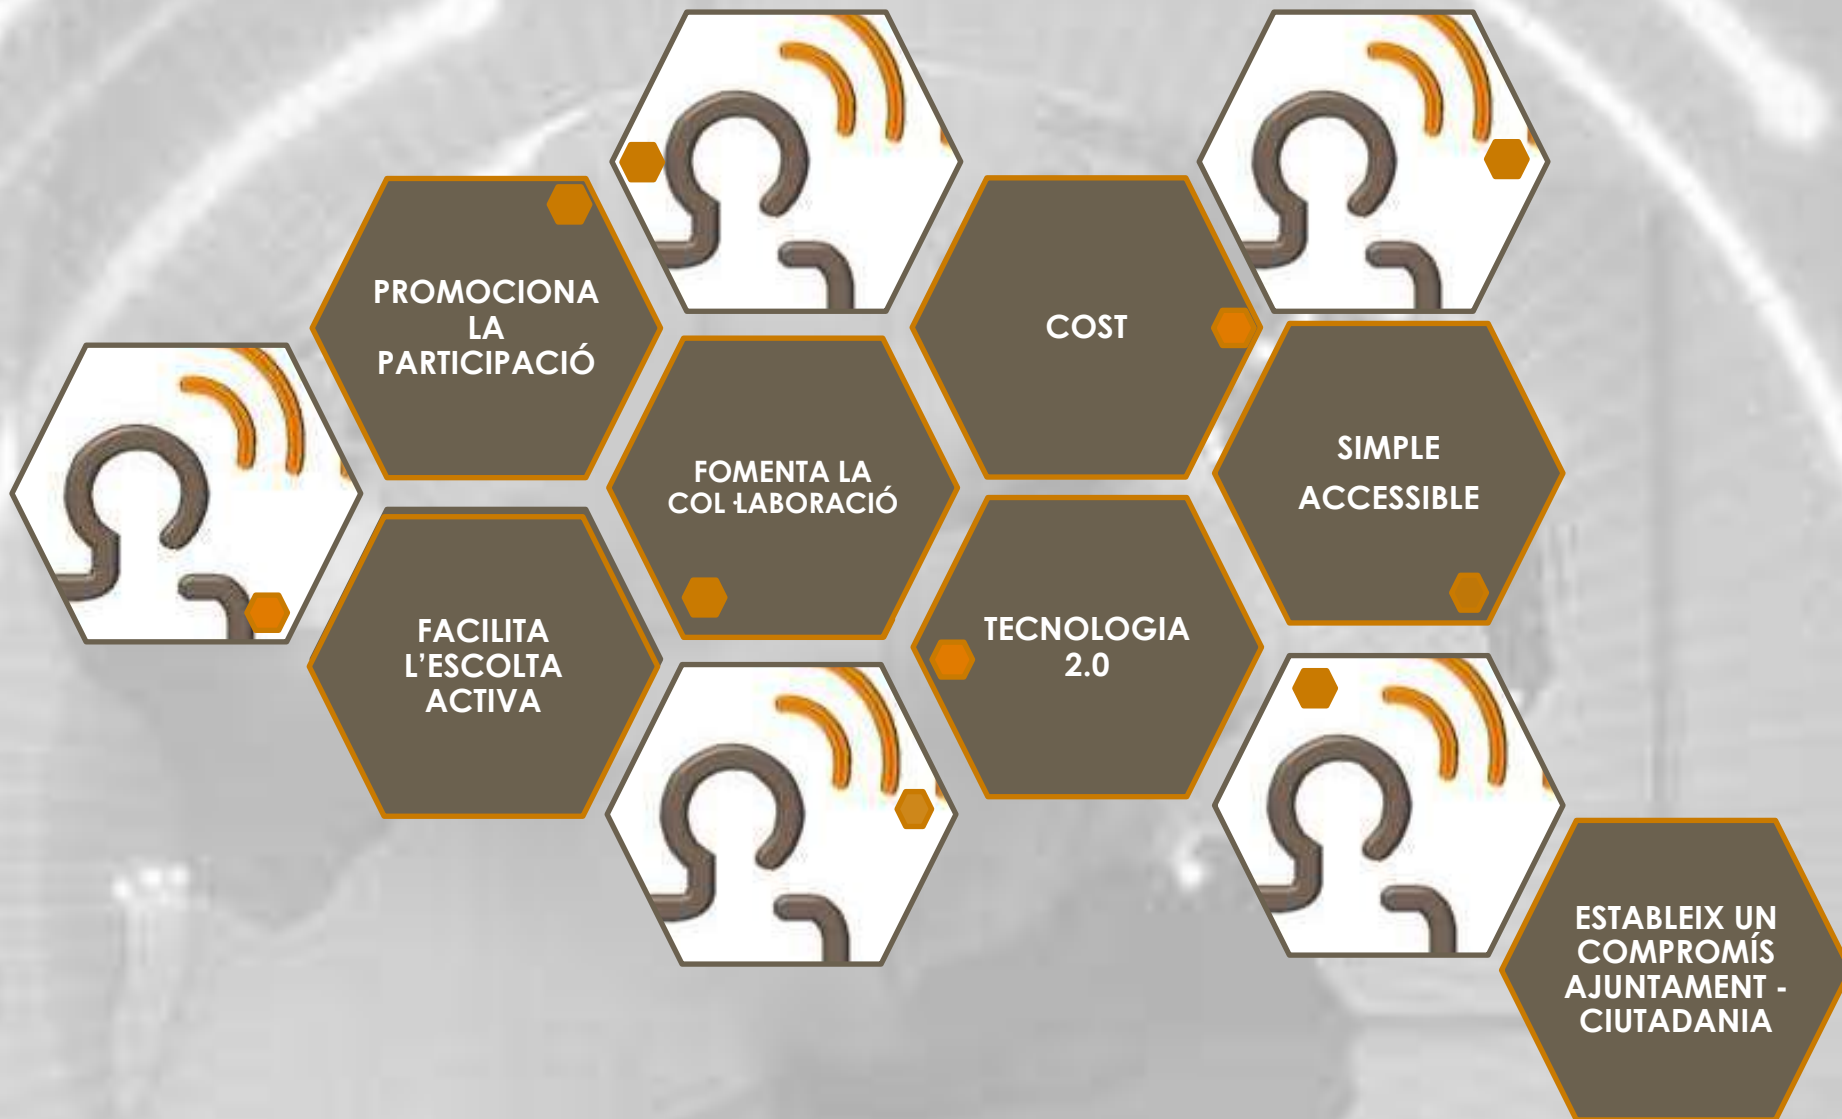 PROMOCIONA
LA
PARTICIPACIÓ
COST
FOMENTA LA
COL·LABORACIÓ
SIMPLE
ACCESSIBLE
FACILITA
L'ESCOLTA
ACTIVA
TECNOLOGIA
2.0
ESTABLEIX UN
COMPROMÍS
AJUNTAMENT -
CIUTADANIA